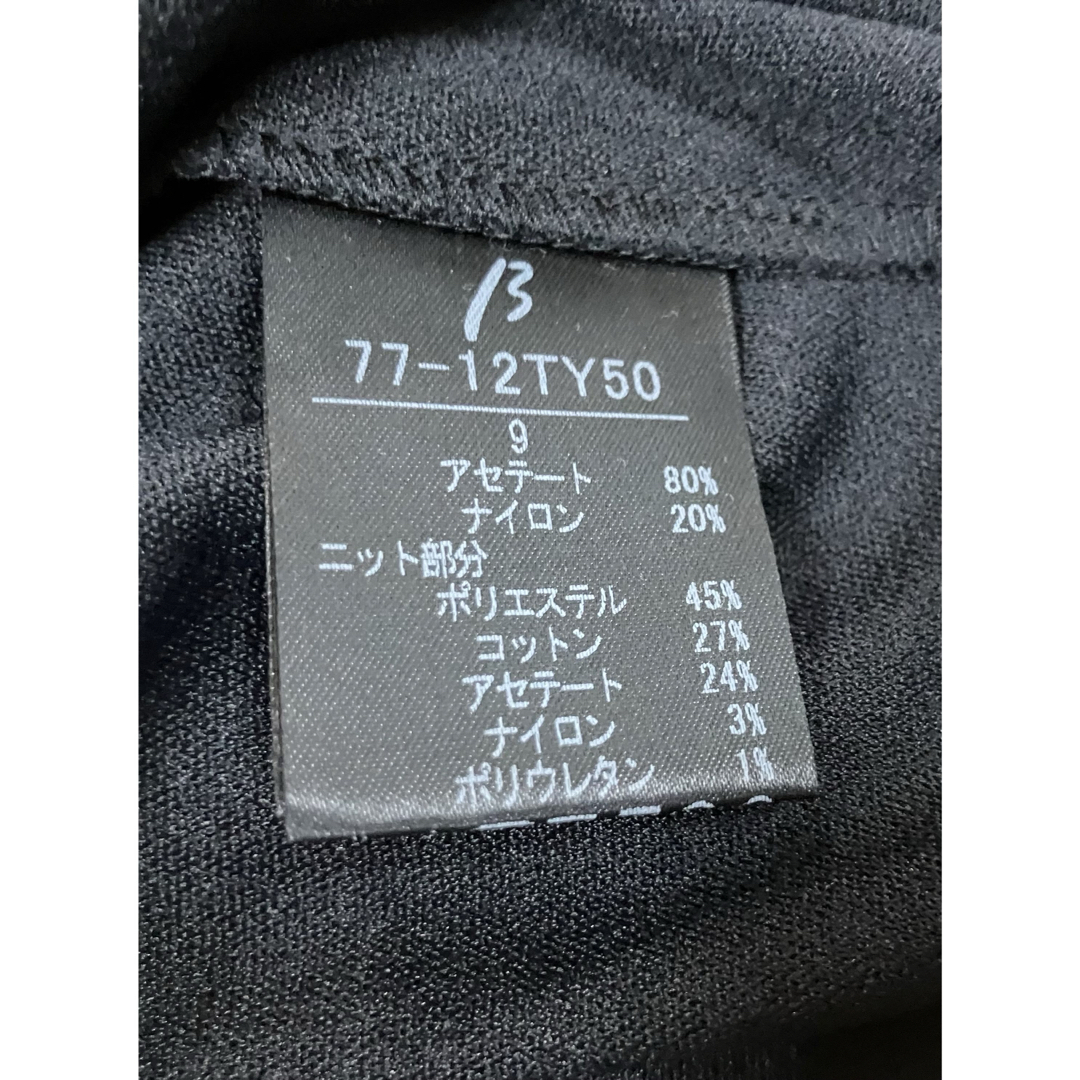 β
77-12TY50
9
アセテート 80%
ナイロン 20%
ニット部分
ポリエステル 45%
コットン 27%
アセテート 24%
ナイロン 3%
ポリウレタン 1%